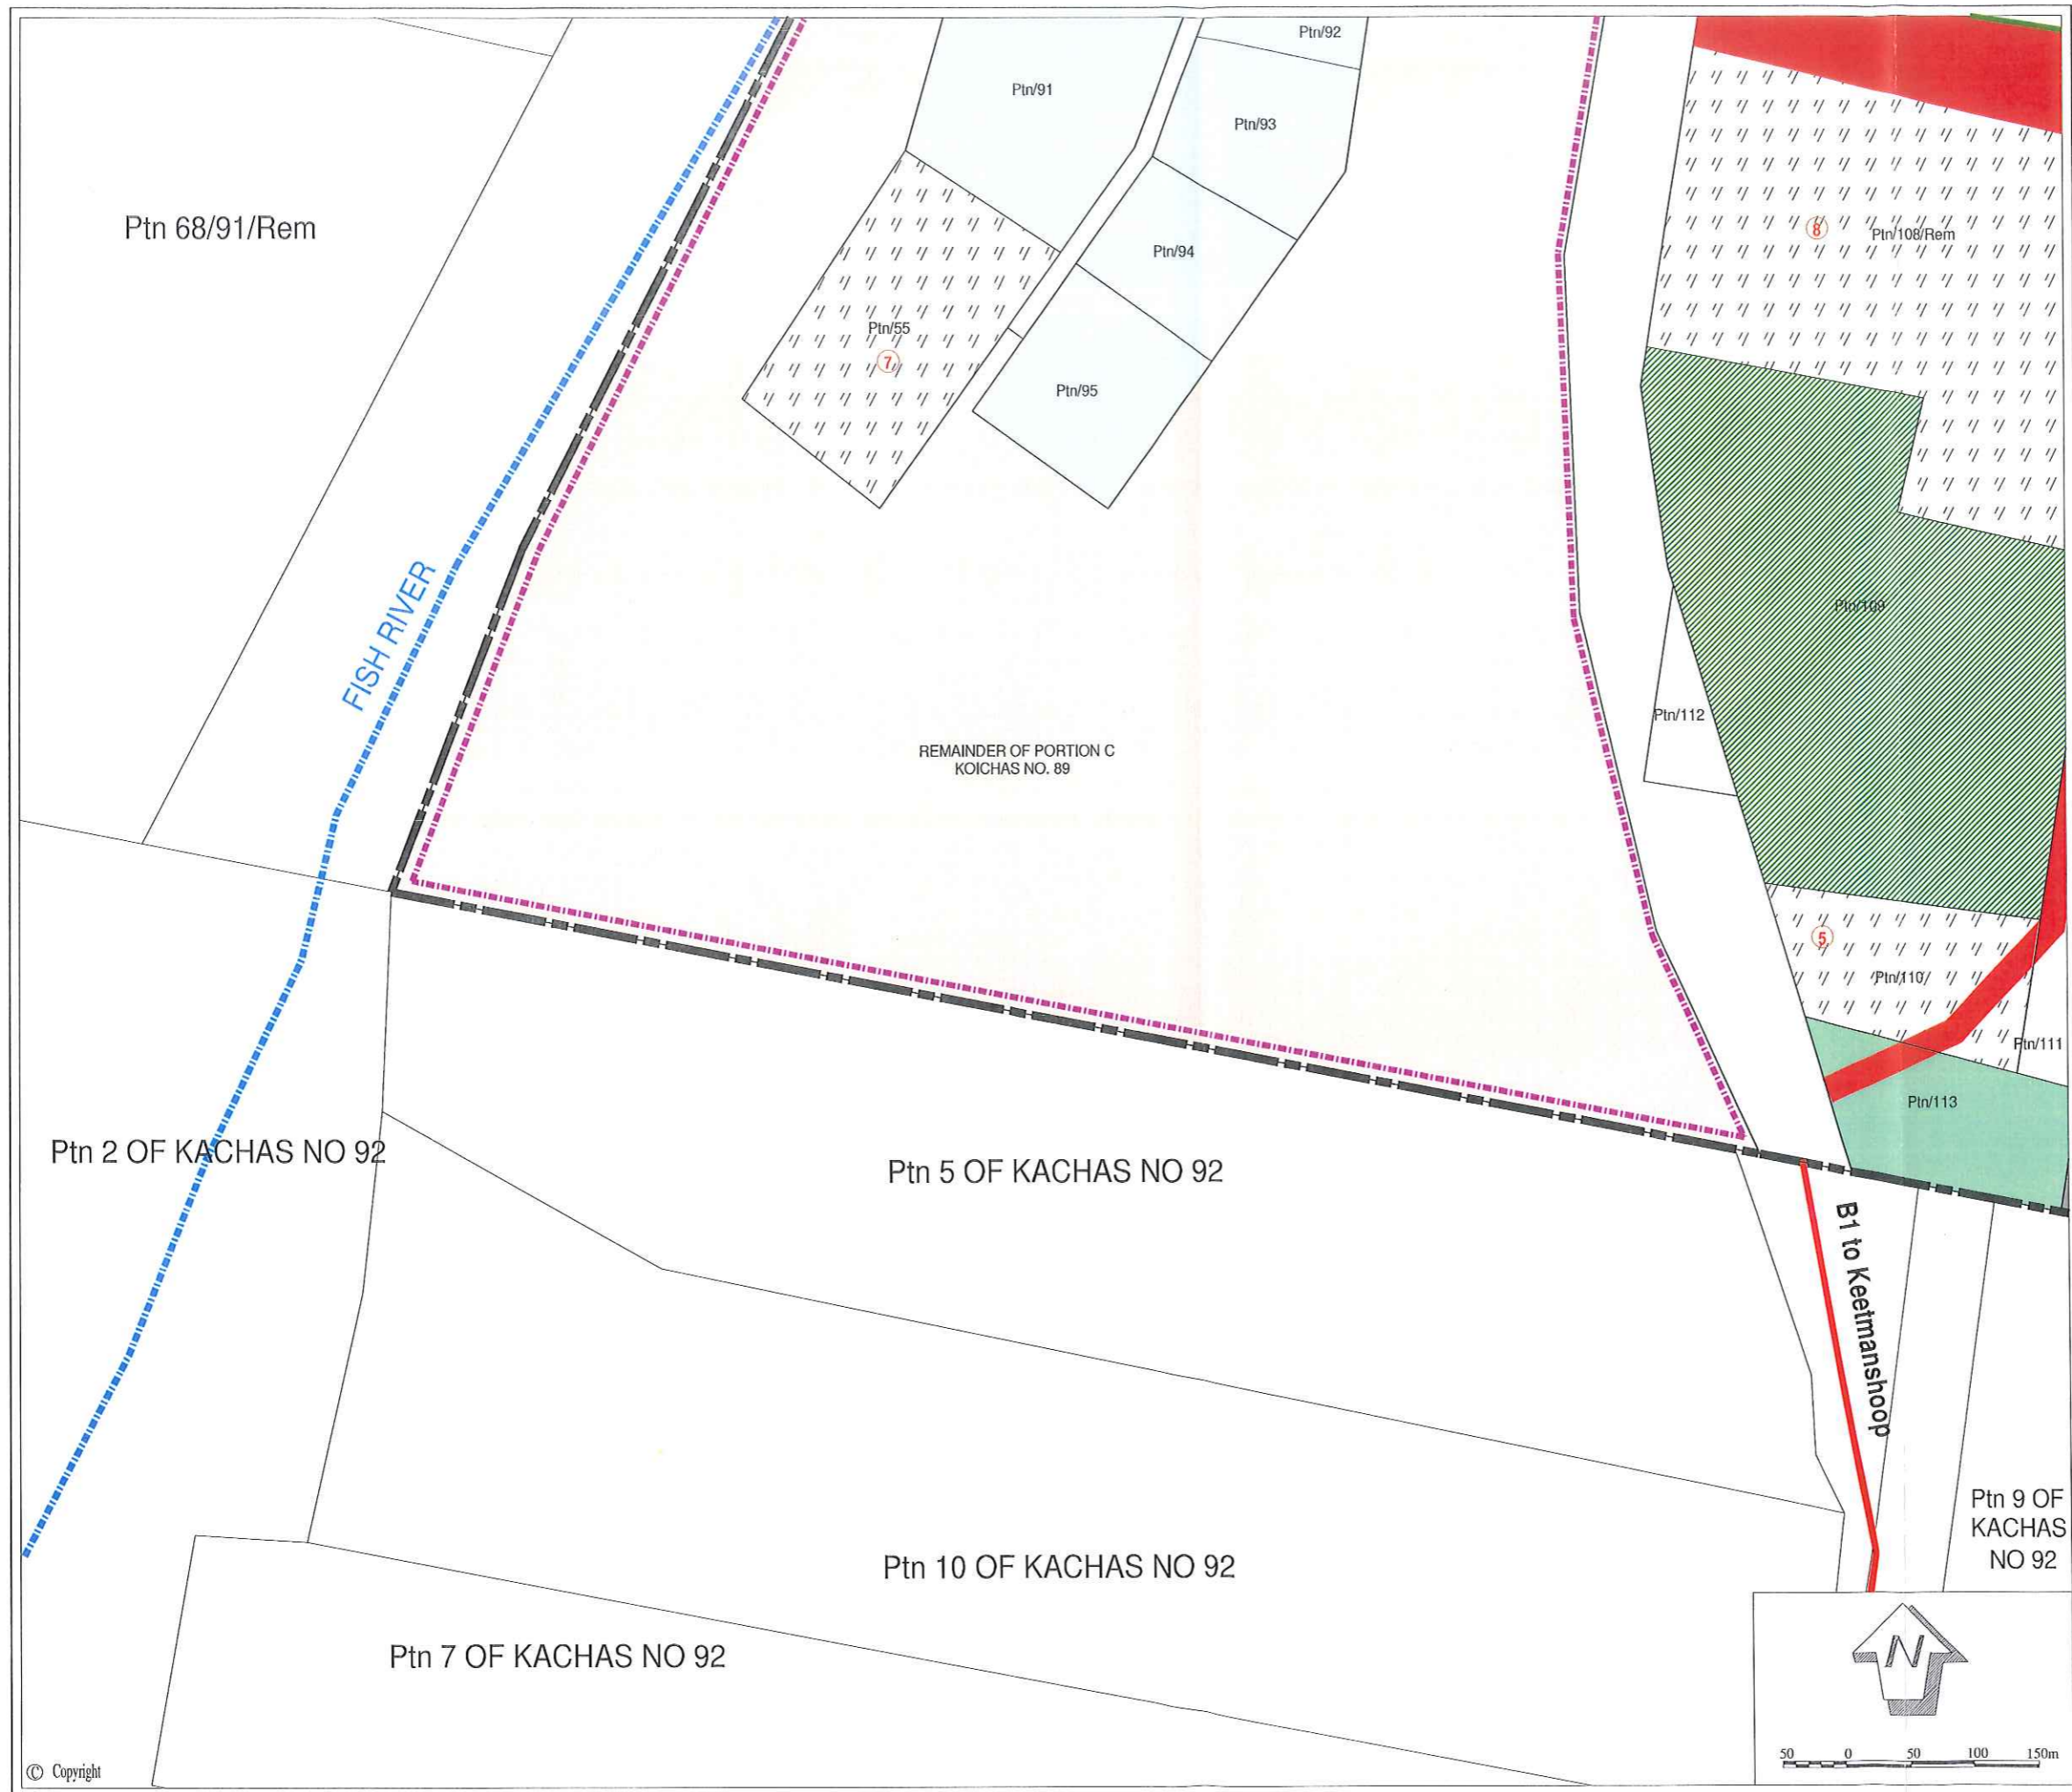 Ptn/92
Ptn/91
Ptn/93
Ptn 68/91/Rem
8
Ptn/108/Rem
Ptn/94
Ptn/55
7
Ptn/95
FISH RIVER
Ptn/109
Ptn/112
REMAINDER OF PORTION C
KOICHAS NO. 89
5
Ptn/110
Ptn/111
Ptn/113
Ptn 2 OF KACHAS NO 92
Ptn 5 OF KACHAS NO 92
B1 to Keetmanshoop
Ptn 9 OF
KACHAS
NO 92
Ptn 10 OF KACHAS NO 92
Ptn 7 OF KACHAS NO 92
N
50 0 50 100 150m
© Copyright